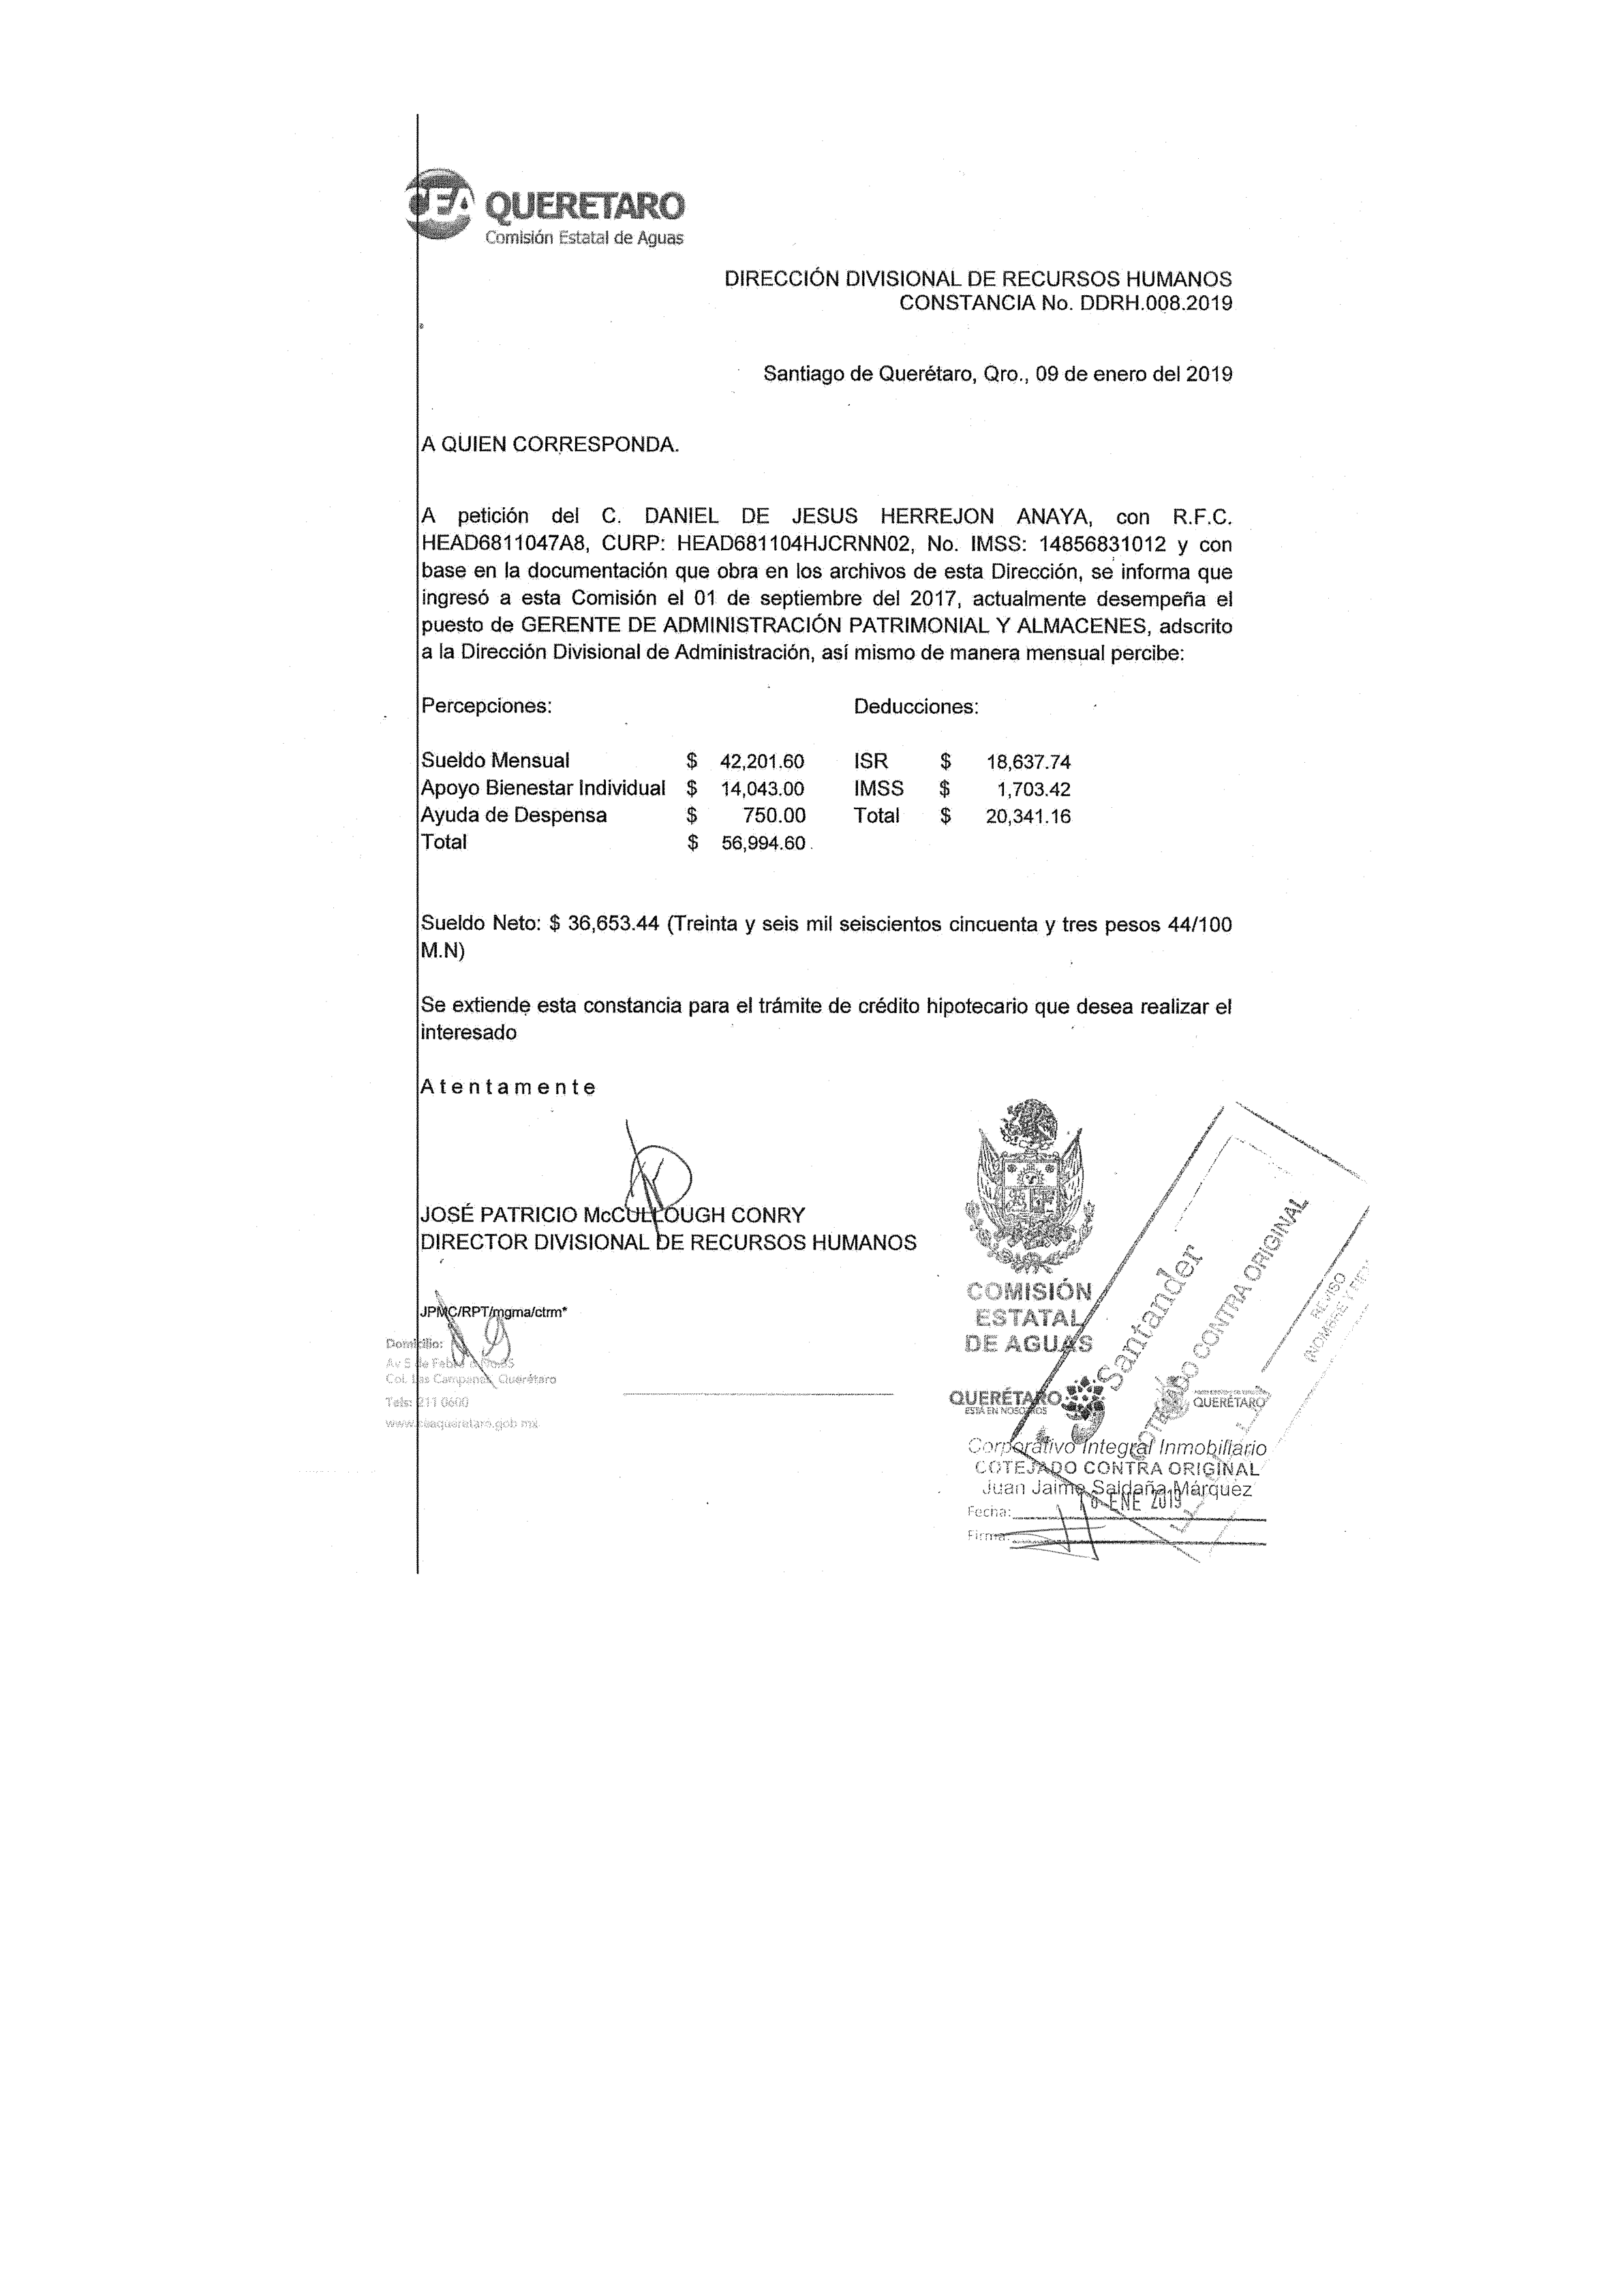 CEA QUERETARO
Comisión Estatal de Aguas
DIRECCIÓN DIVISIONAL DE RECURSOS HUMANOS
CONSTANCIA No. DDRH.008.2019
Santiago de Querétaro, Qro., 09 de enero del 2019
A QUIEN CORRESPONDA.
A petición del C. DANIEL DE JESUS HERREJON ANAYA, con R.F.C.
HEAD6811047A8, CURP: HEAD681104HJCRNN02, No. IMSS: 14856831012 y con
base en la documentación que obra en los archivos de esta Dirección, se informa que
ingresó a esta Comisión el 01 de septiembre del 2017, actualmente desempeña el
puesto de GERENTE DE ADMINISTRACIÓN PATRIMONIAL Y ALMACENES, adscrito
a la Dirección Divisional de Administración, así mismo de manera mensual percibe:
Percepciones: Deducciones:
Sueldo Mensual $ 42,201.60 ISR $ 18,637.74
Apoyo Bienestar Individual $ 14,043.00 IMSS $ 1,703.42
Ayuda de Despensa $ 750.00 Total $ 20,341.16
Total $ 56,994.60
Sueldo Neto: $ 36,653.44 (Treinta y seis mil seiscientos cincuenta y tres pesos 44/100
M.N)
Se extiende esta constancia para el trámite de crédito hipotecario que desea realizar el
interesado
Atentamente
JOSÉ PATRICIO McCULLOUGH CONRY
DIRECTOR DIVISIONAL DE RECURSOS HUMANOS
JPMC/RPT/mgma/ctrm*
Domicilio:
Av 5 de Febrero
Col. Las Campanas, Querétaro
Tels: 211 0600
www.ceaqueretaro.gob.mx
COMISIÓN
ESTATAL
DE AGUAS
QUERÉTARO
ESTÁ EN NOSOTROS
QUERÉTARO
Santander
COTEJADO CONTRA ORIGINAL
REVISO
Corporativo Integral Inmobiliario
COTEJADO CONTRA ORIGINAL
Juan Jaime Saldaña Márquez
ENE 2019
Fecha:
Firma: